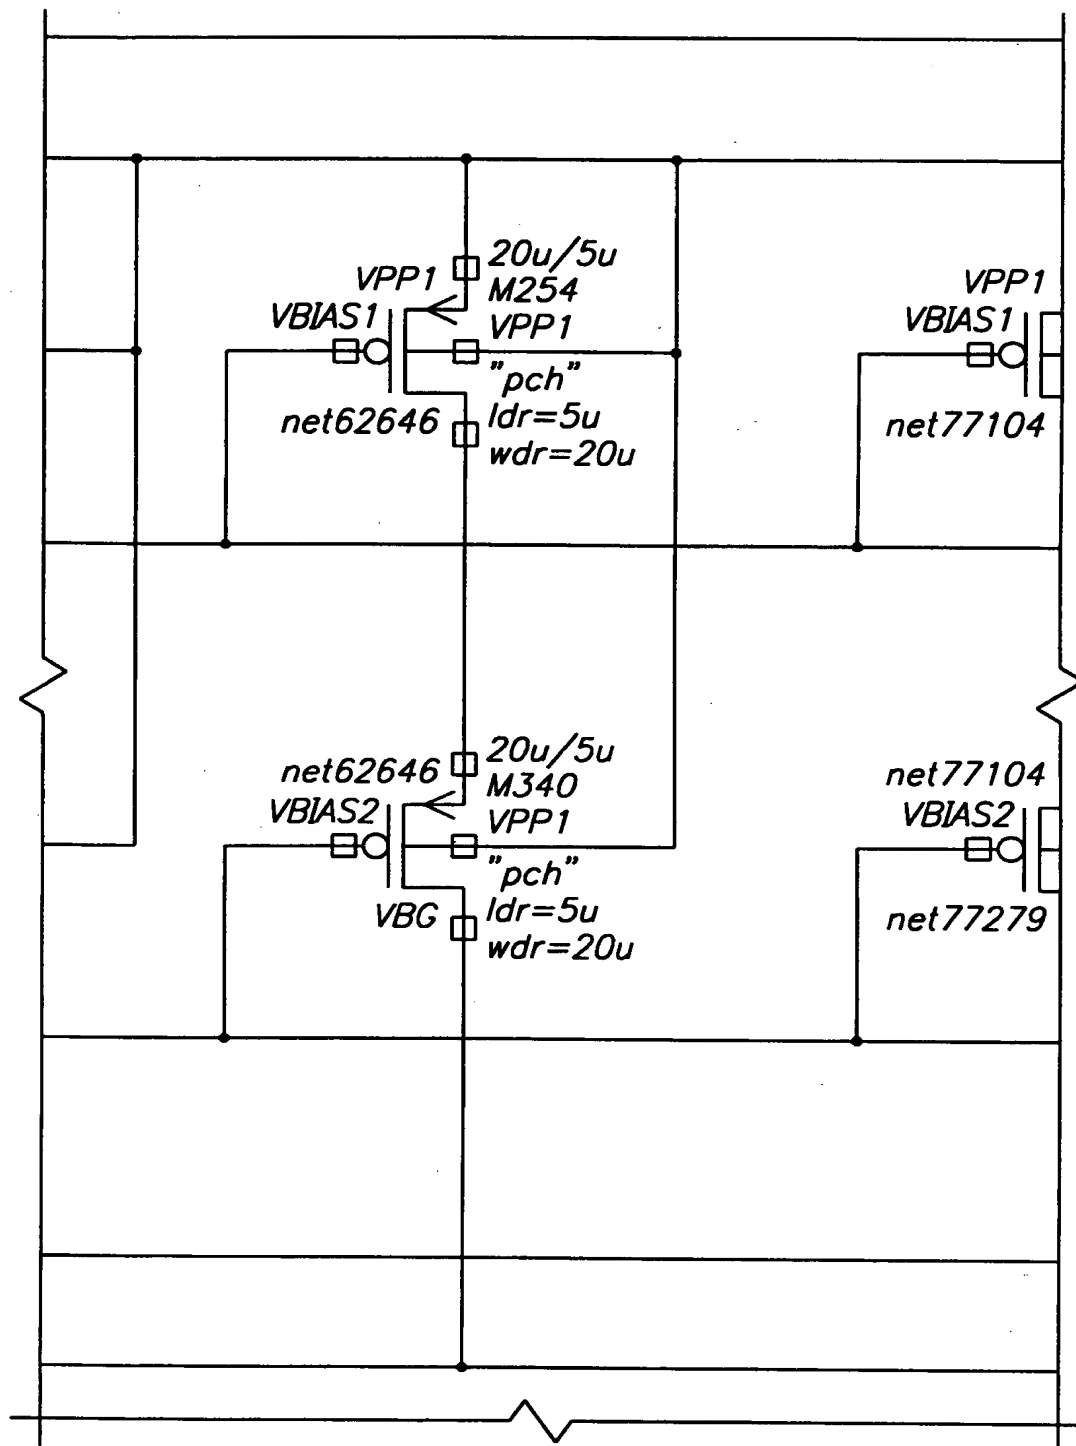 20u/5u
VPP1
M254
VBIAS1
VPP1
"pch"
net62646
ldr=5u
wdr=20u
VPP1
VBIAS1
net77104
20u/5u
net62646
M340
VBIAS2
VPP1
"pch"
VBG
ldr=5u
wdr=20u
net77104
VBIAS2
net77279